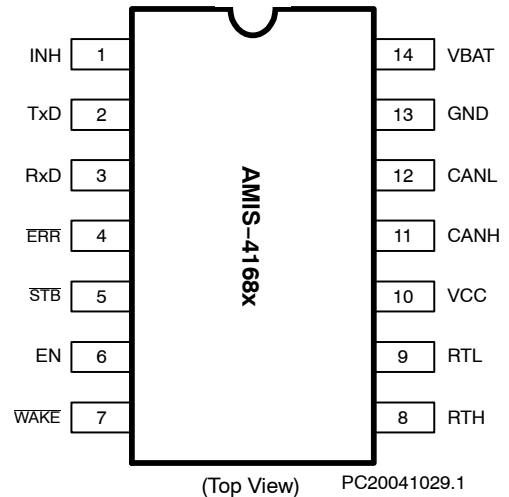 INH 1
TxD 2
RxD 3
ERR 4
STB 5
EN 6
WAKE 7
AMIS–4168x
14 VBAT
13 GND
12 CANL
11 CANH
10 VCC
9 RTL
8 RTH
(Top View)
PC20041029.1